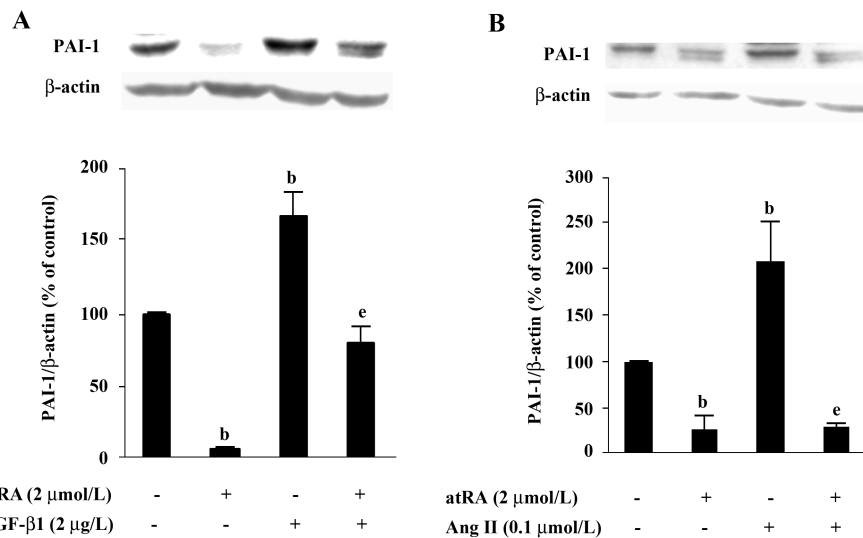 A
PAI-1
β-actin
200
150
100
50
0
PAI-1/β-actin (% of control)
b
b
e
RA (2 μmol/L) - + - +
GF-β1 (2 μg/L) - - + +
B
PAI-1
β-actin
300
250
200
150
100
50
0
PAI-1/β-actin (% of control)
b
b
e
atRA (2 μmol/L) - + - +
Ang II (0.1 μmol/L) - - + +